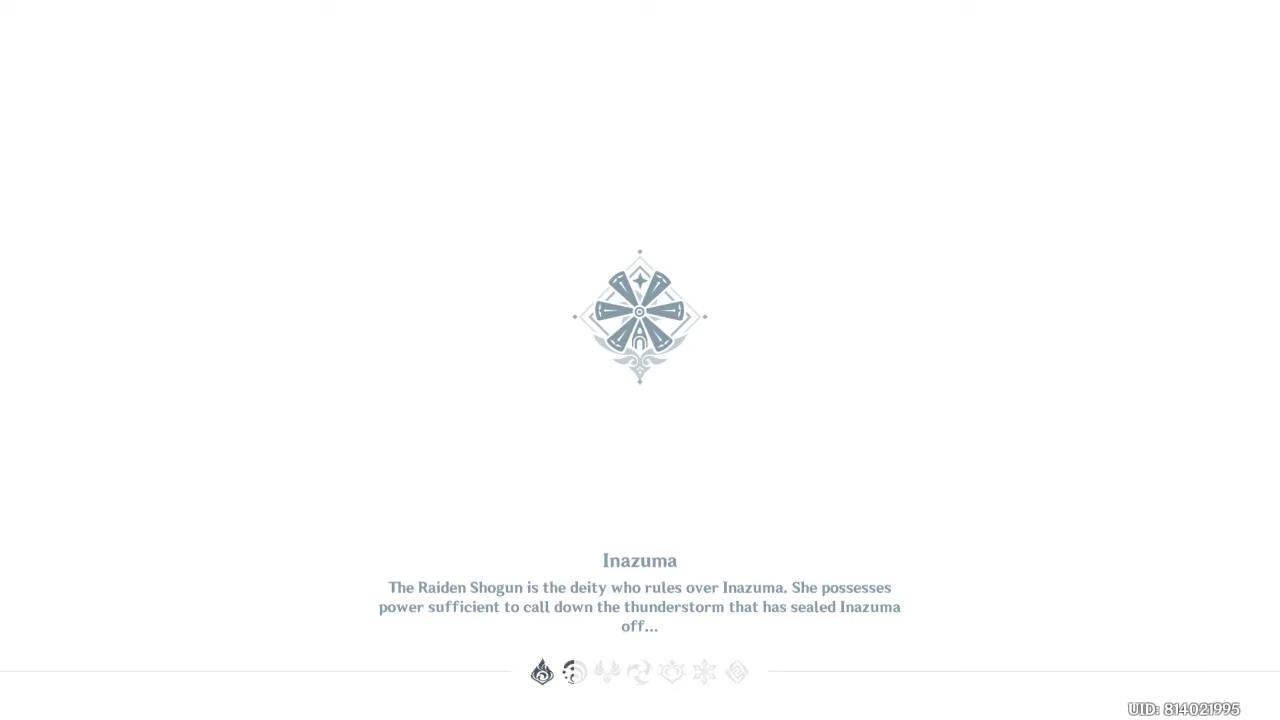 Inazuma
The Raiden Shogun is the deity who rules over Inazuma. She possesses
power sufficient to call down the thunderstorm that has sealed Inazuma
off...
UID: 814021995